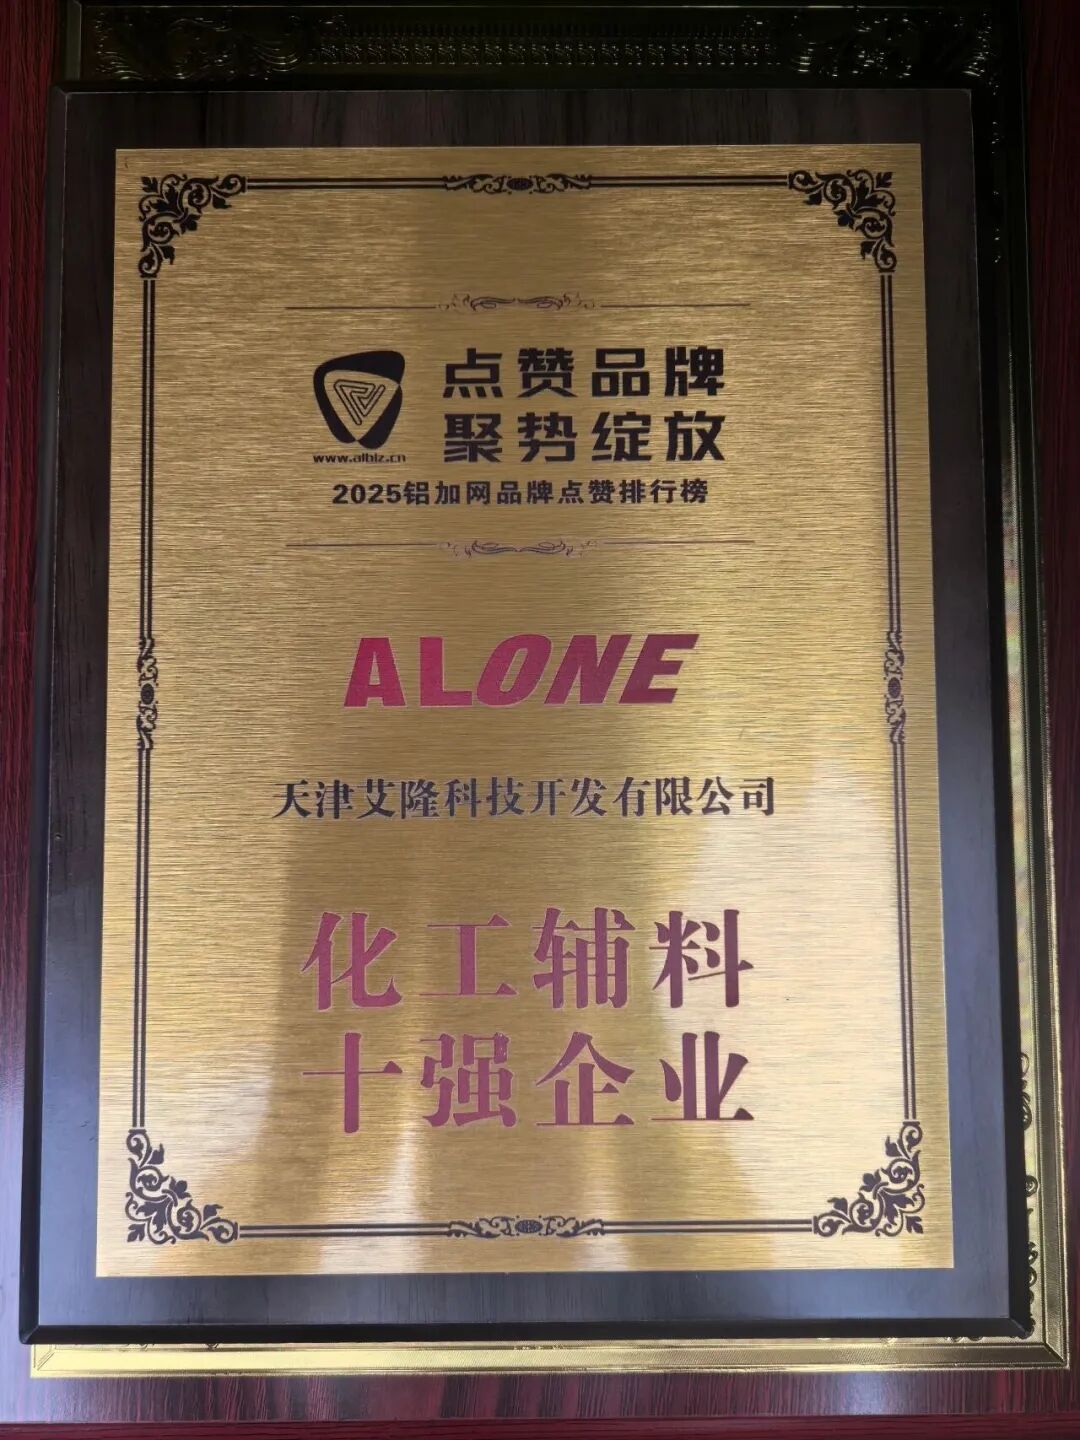 点赞品牌
聚势绽放
www.albiz.cn
2025铝加网品牌点赞排行榜
ALONE
天津艾隆科技开发有限公司
化工辅料
十强企业